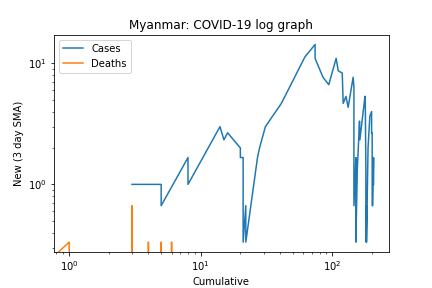 Myanmar: COVID-19 log graph
Cases
Deaths
New (3 day SMA)
10¹
10⁰
10⁰ 10¹ 10²
Cumulative